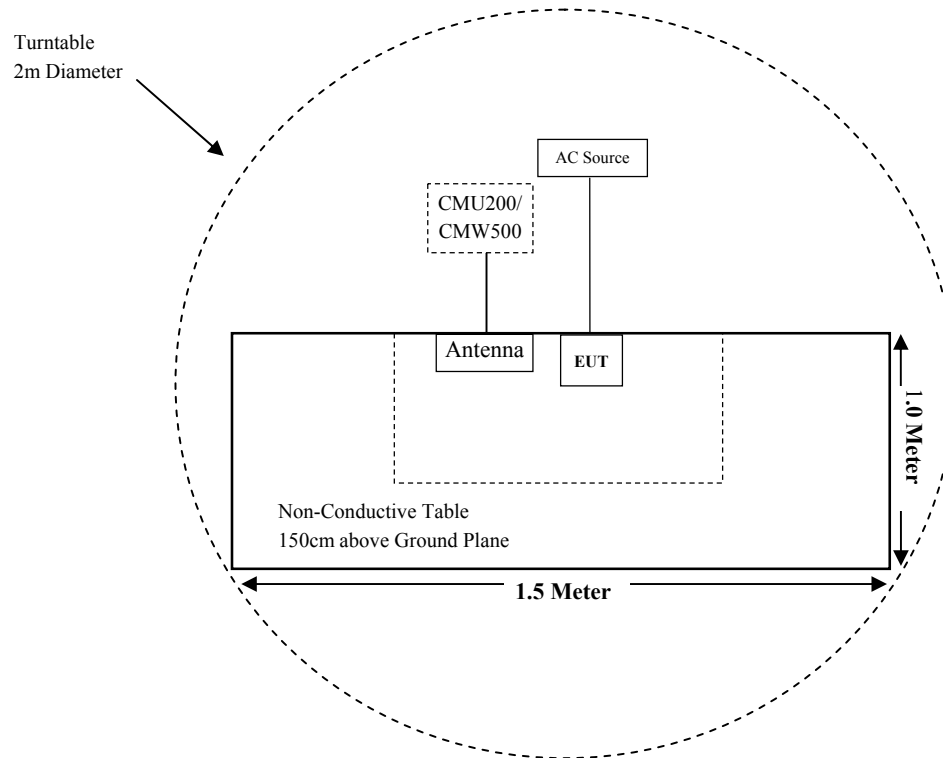 Turntable
2m Diameter
AC Source
CMU200/
CMW500
Antenna
EUT
1.0 Meter
Non-Conductive Table
150cm above Ground Plane
1.5 Meter